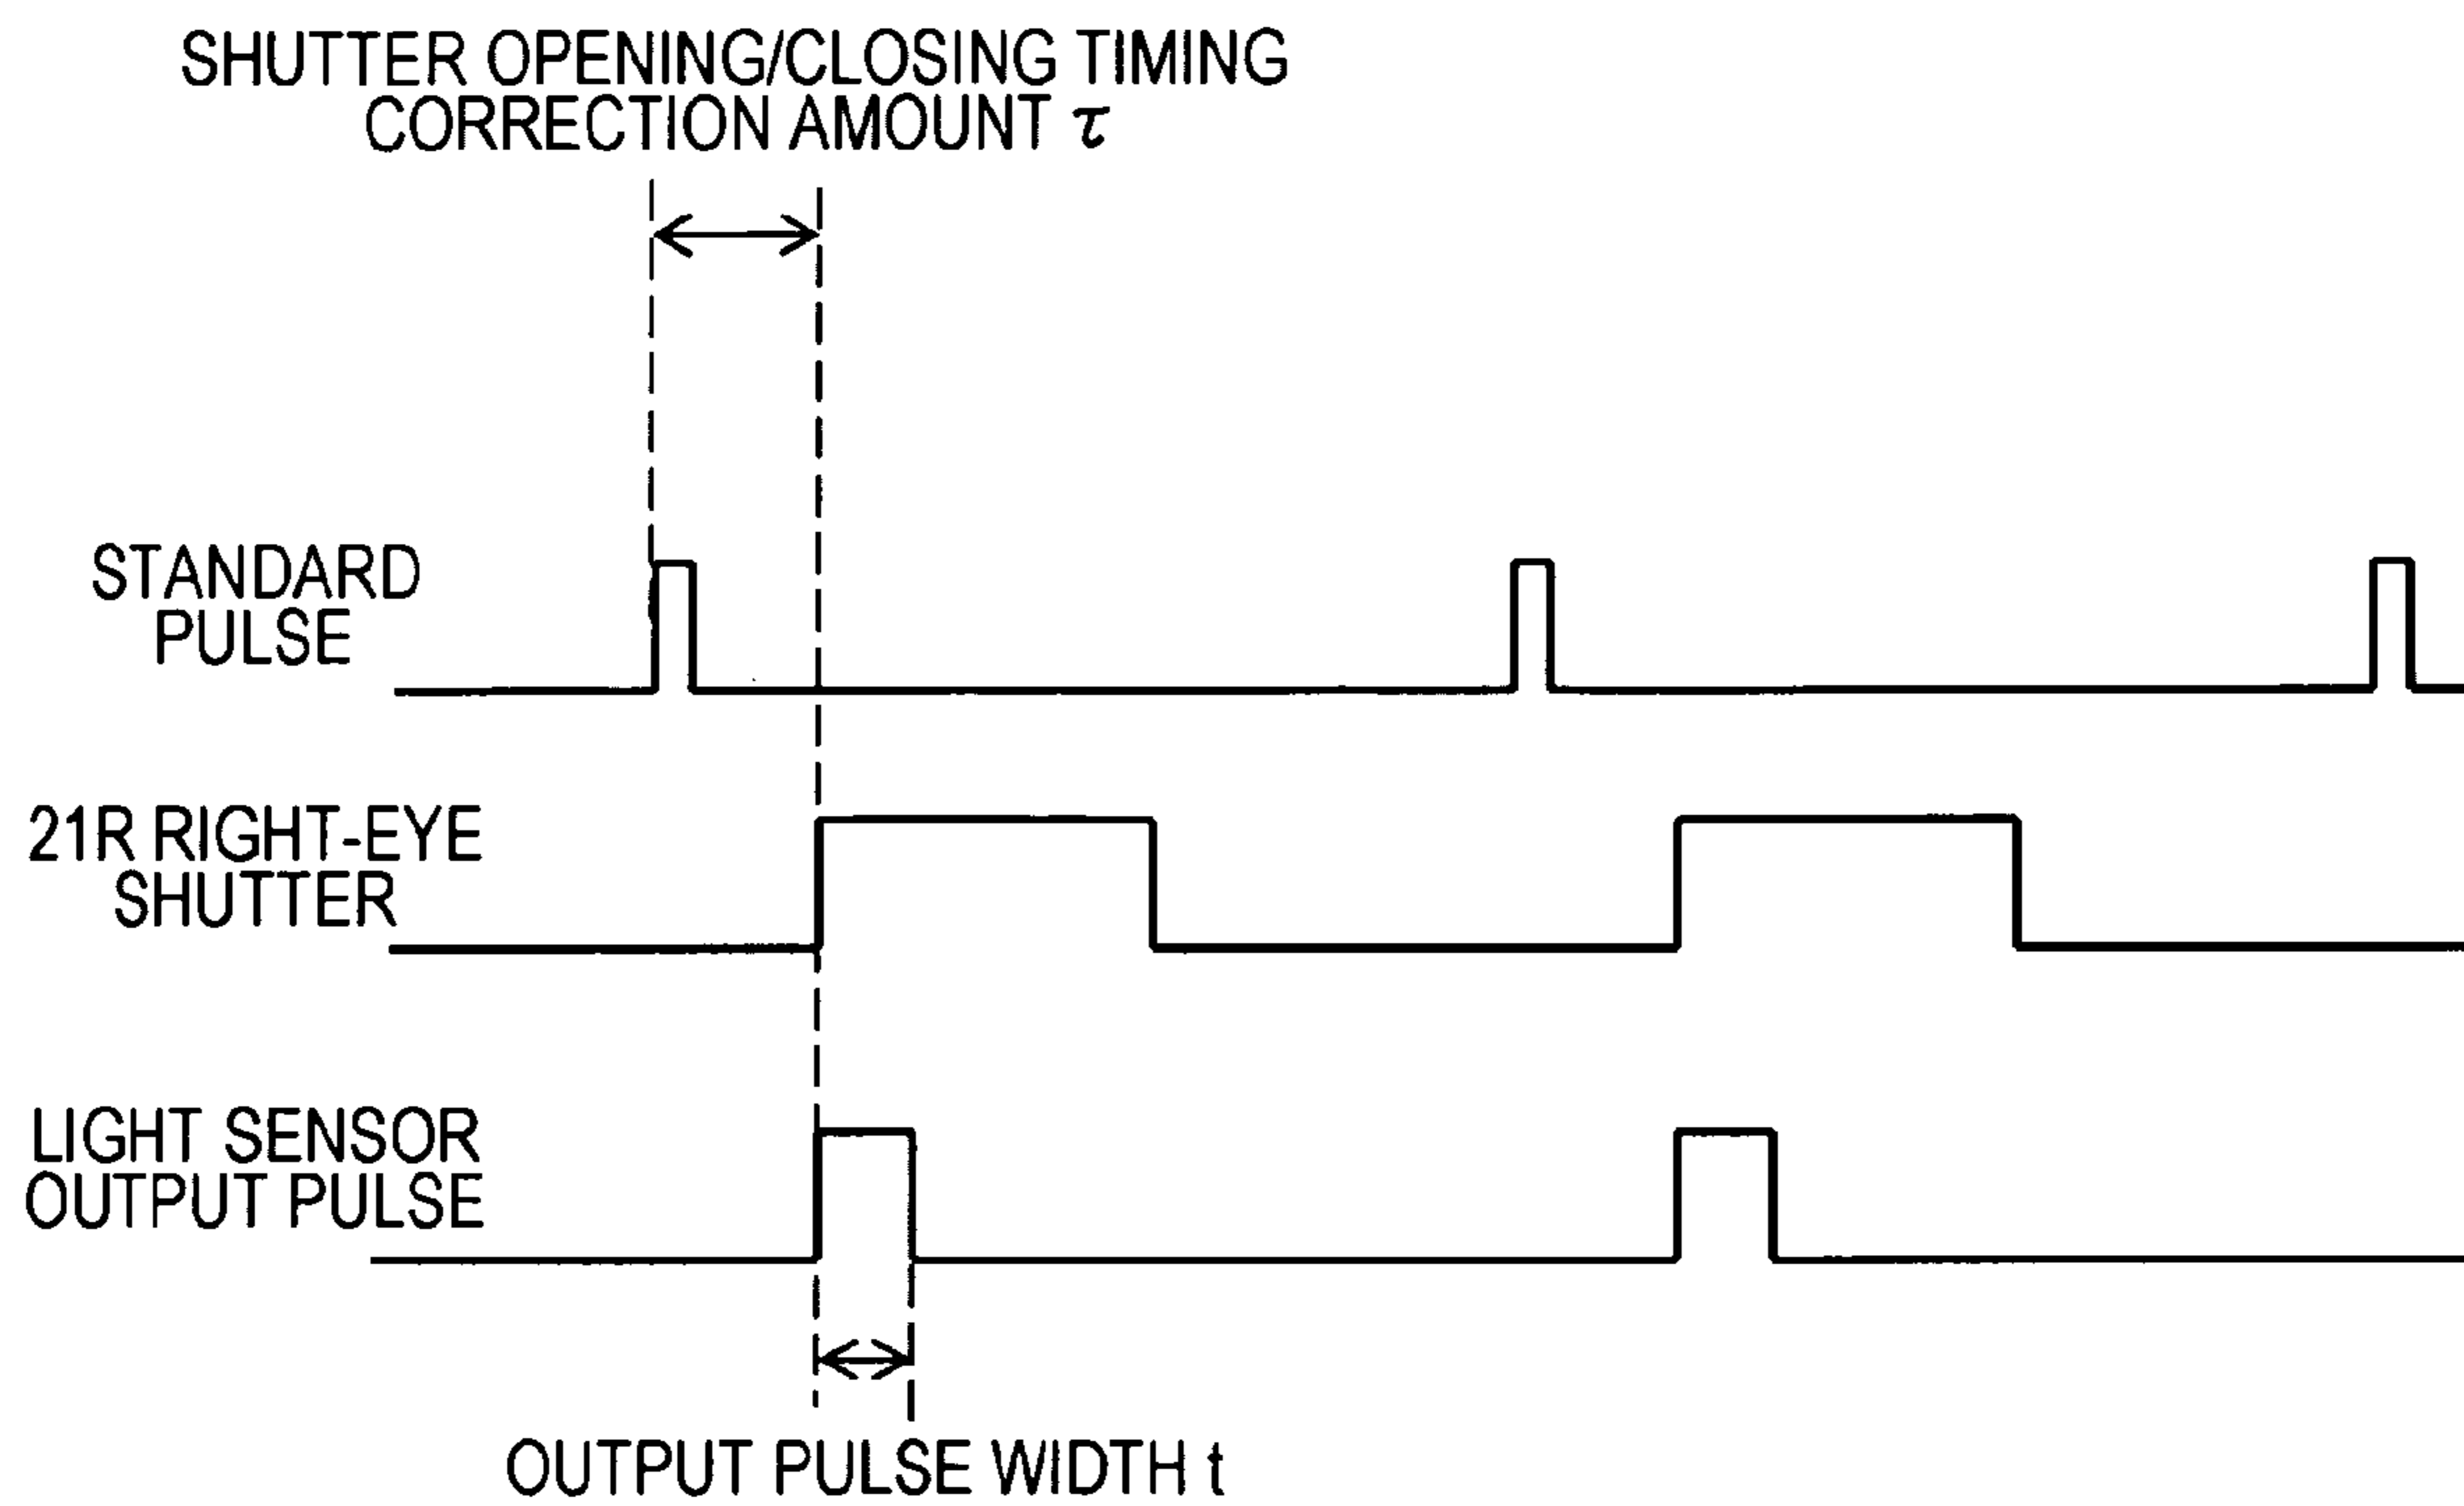 SHUTTER OPENING/CLOSING TIMING
CORRECTION AMOUNT τ
STANDARD
PULSE
21R RIGHT-EYE
SHUTTER
LIGHT SENSOR
OUTPUT PULSE
OUTPUT PULSE WIDTH t